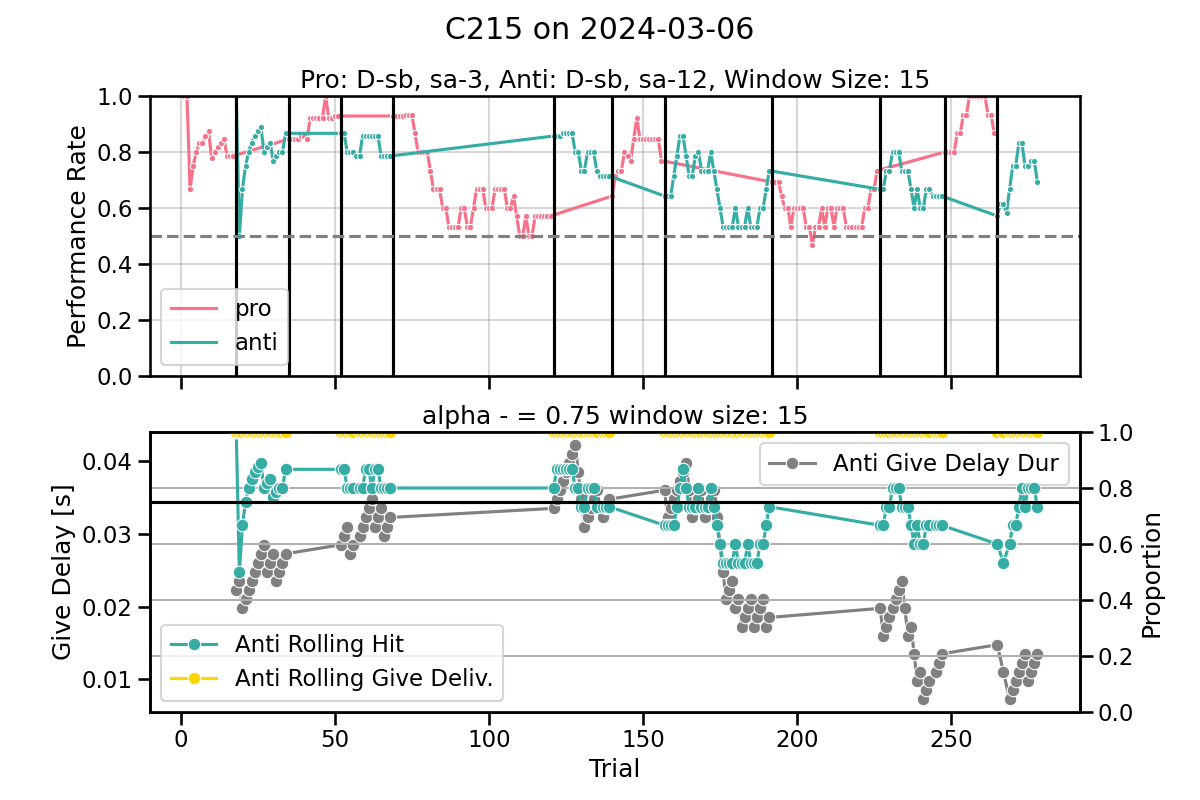 C215 on 2024-03-06
Pro: D-sb, sa-3, Anti: D-sb, sa-12, Window Size: 15
1.0
0.8
0.6
0.4
0.2
0.0
Performance Rate
pro
anti
alpha - = 0.75 window size: 15
0.04
0.03
0.02
0.01
Give Delay [s]
Anti Give Delay Dur
Anti Rolling Hit
Anti Rolling Give Deliv.
1.0
0.8
0.6
0.4
0.2
0.0
Proportion
0 50 100 150 200 250
Trial